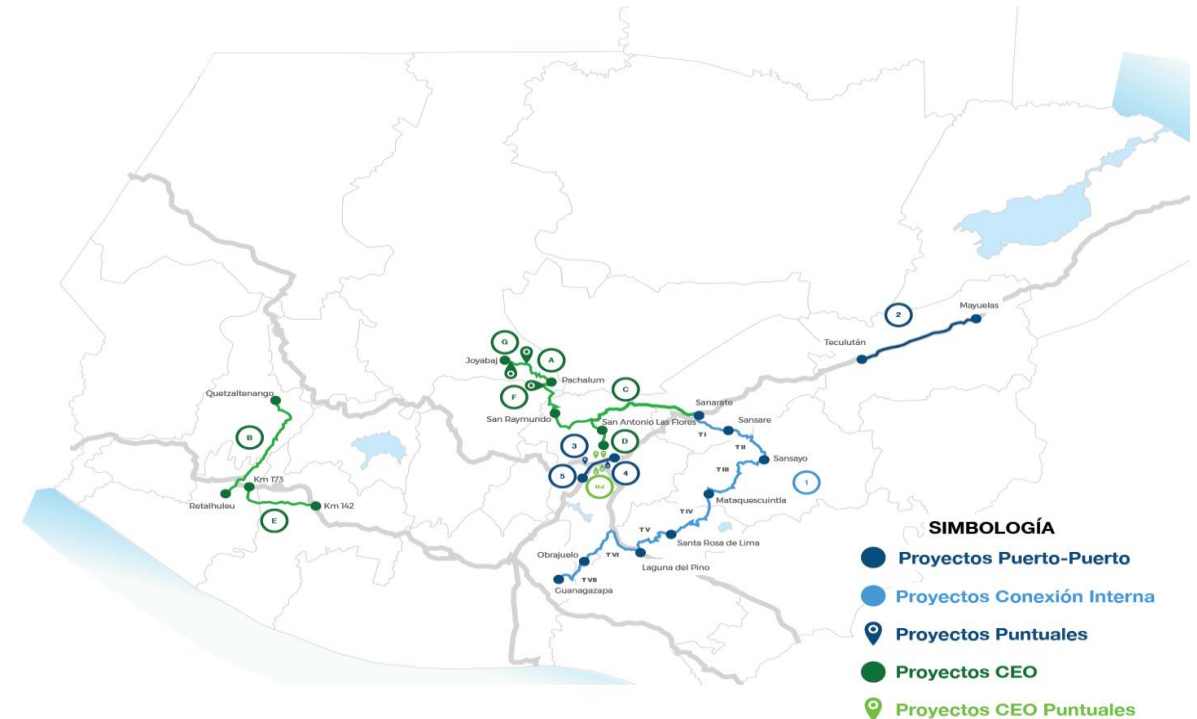 Mayuelas
2
Teculután
G
A
Joyabaj
Pachalum
F
C
Quetzaltenango
San Raymundo
Sanarate
San Antonio Las Flores
Sansare
T I
T II
B
3
D
Sansayo
5
4
T III
1
Km 173
H-J
Retalhuleu
Km 142
Mataquescuintla
E
T IV
T V
Santa Rosa de Lima
Obrajuelo
T VI
Laguna del Pino
T VII
Guanagazapa
SIMBOLOGÍA
Proyectos Puerto-Puerto
Proyectos Conexión Interna
Proyectos Puntuales
Proyectos CEO
Proyectos CEO Puntuales